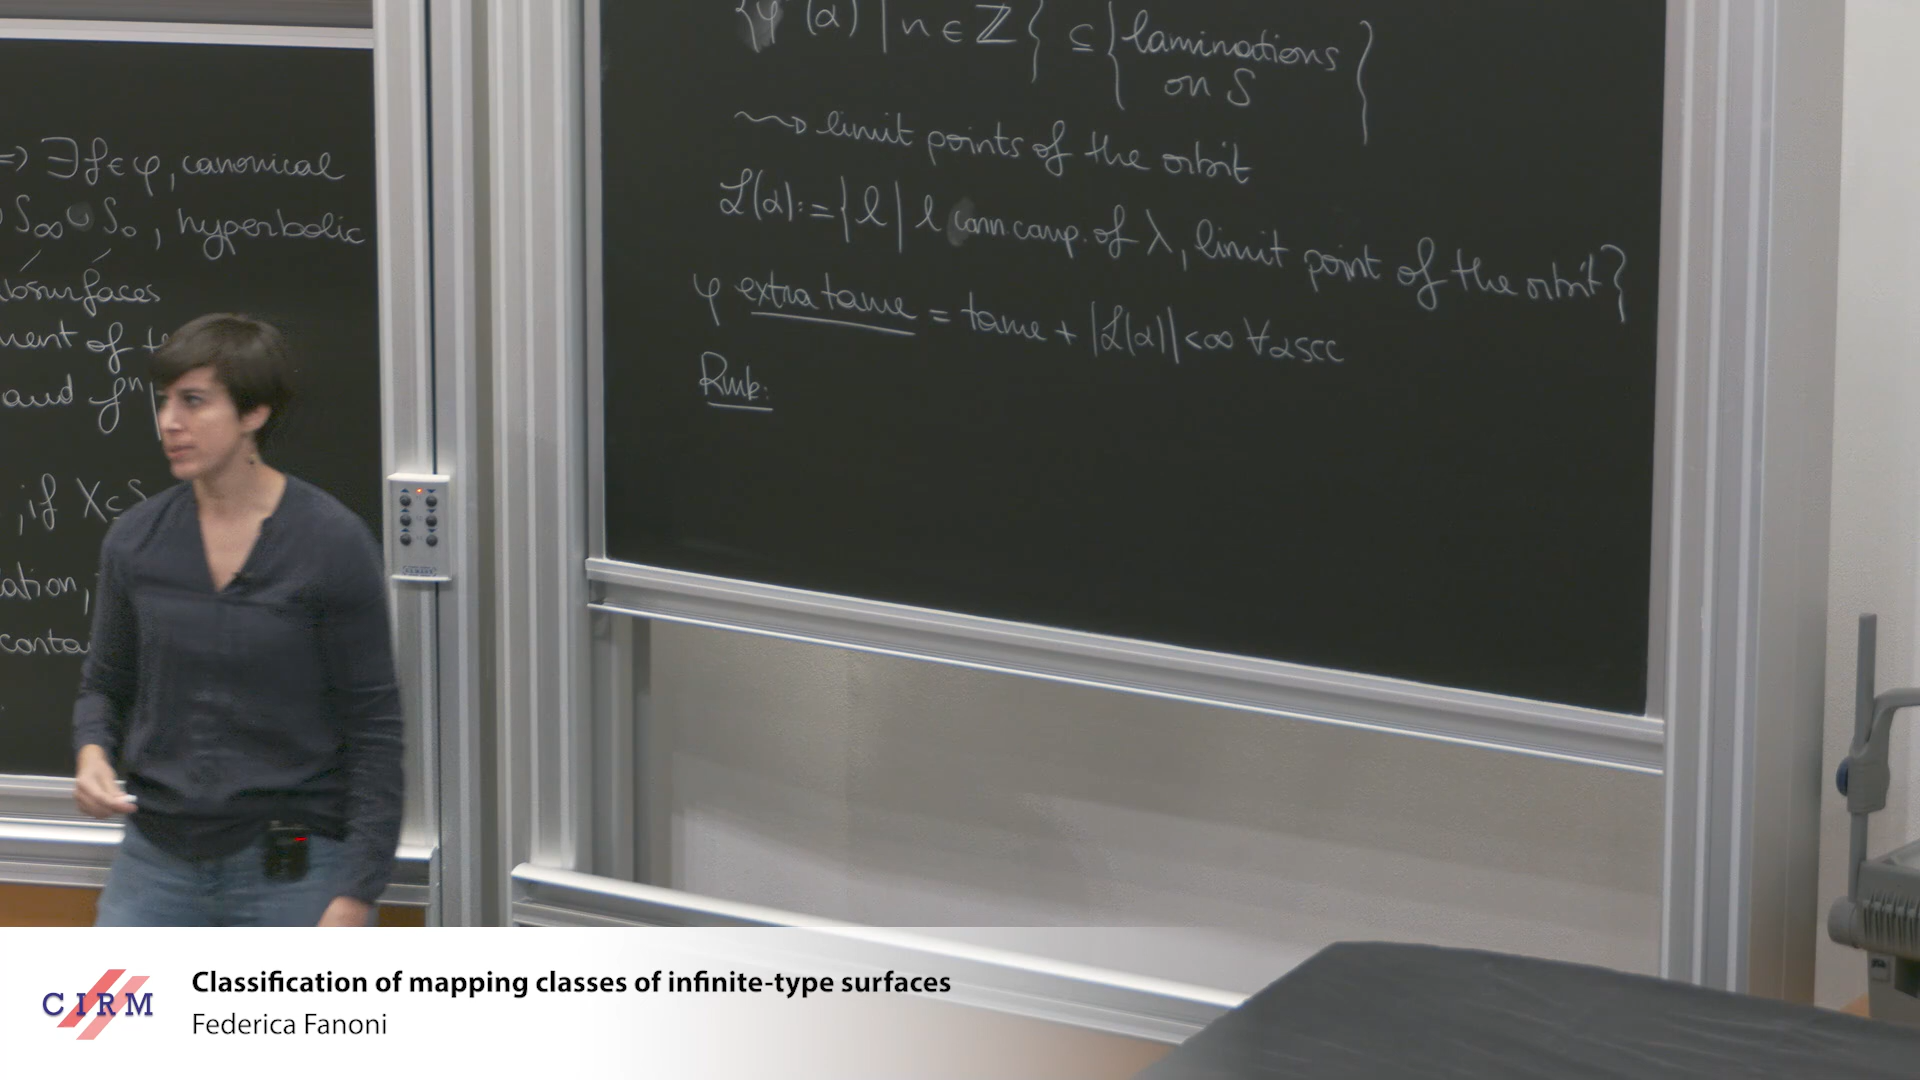 => ∃ f ∈ φ, canonical
S∞ ∪ S₀, hyperbolic
bsurfaces
ment of
and fⁿ
, if X ⊆ S
ation,
conta
{φⁿ(α) | n ∈ ℤ} ⊆ {laminations
on S}
⇝ limit points of the orbit
ℒ(α) := {l | l conn. comp. of λ, limit point of the orbit}
φ extra tame = tame + |ℒ(α)| < ∞ ∀ α scc
Rmk:
CIRM
Classification of mapping classes of infinite-type surfaces
Federica Fanoni